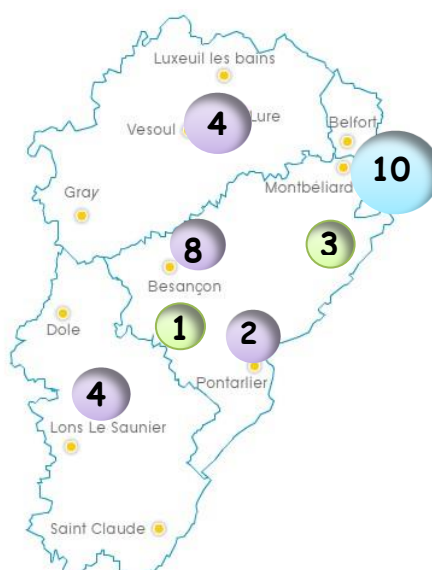 Luxeuil les bains
4
Lure
Vesoul
Belfort
10
Montbéliard
Gray
3
8
Besançon
1
2
Dole
Pontarlier
4
Lons Le Saunier
Saint Claude